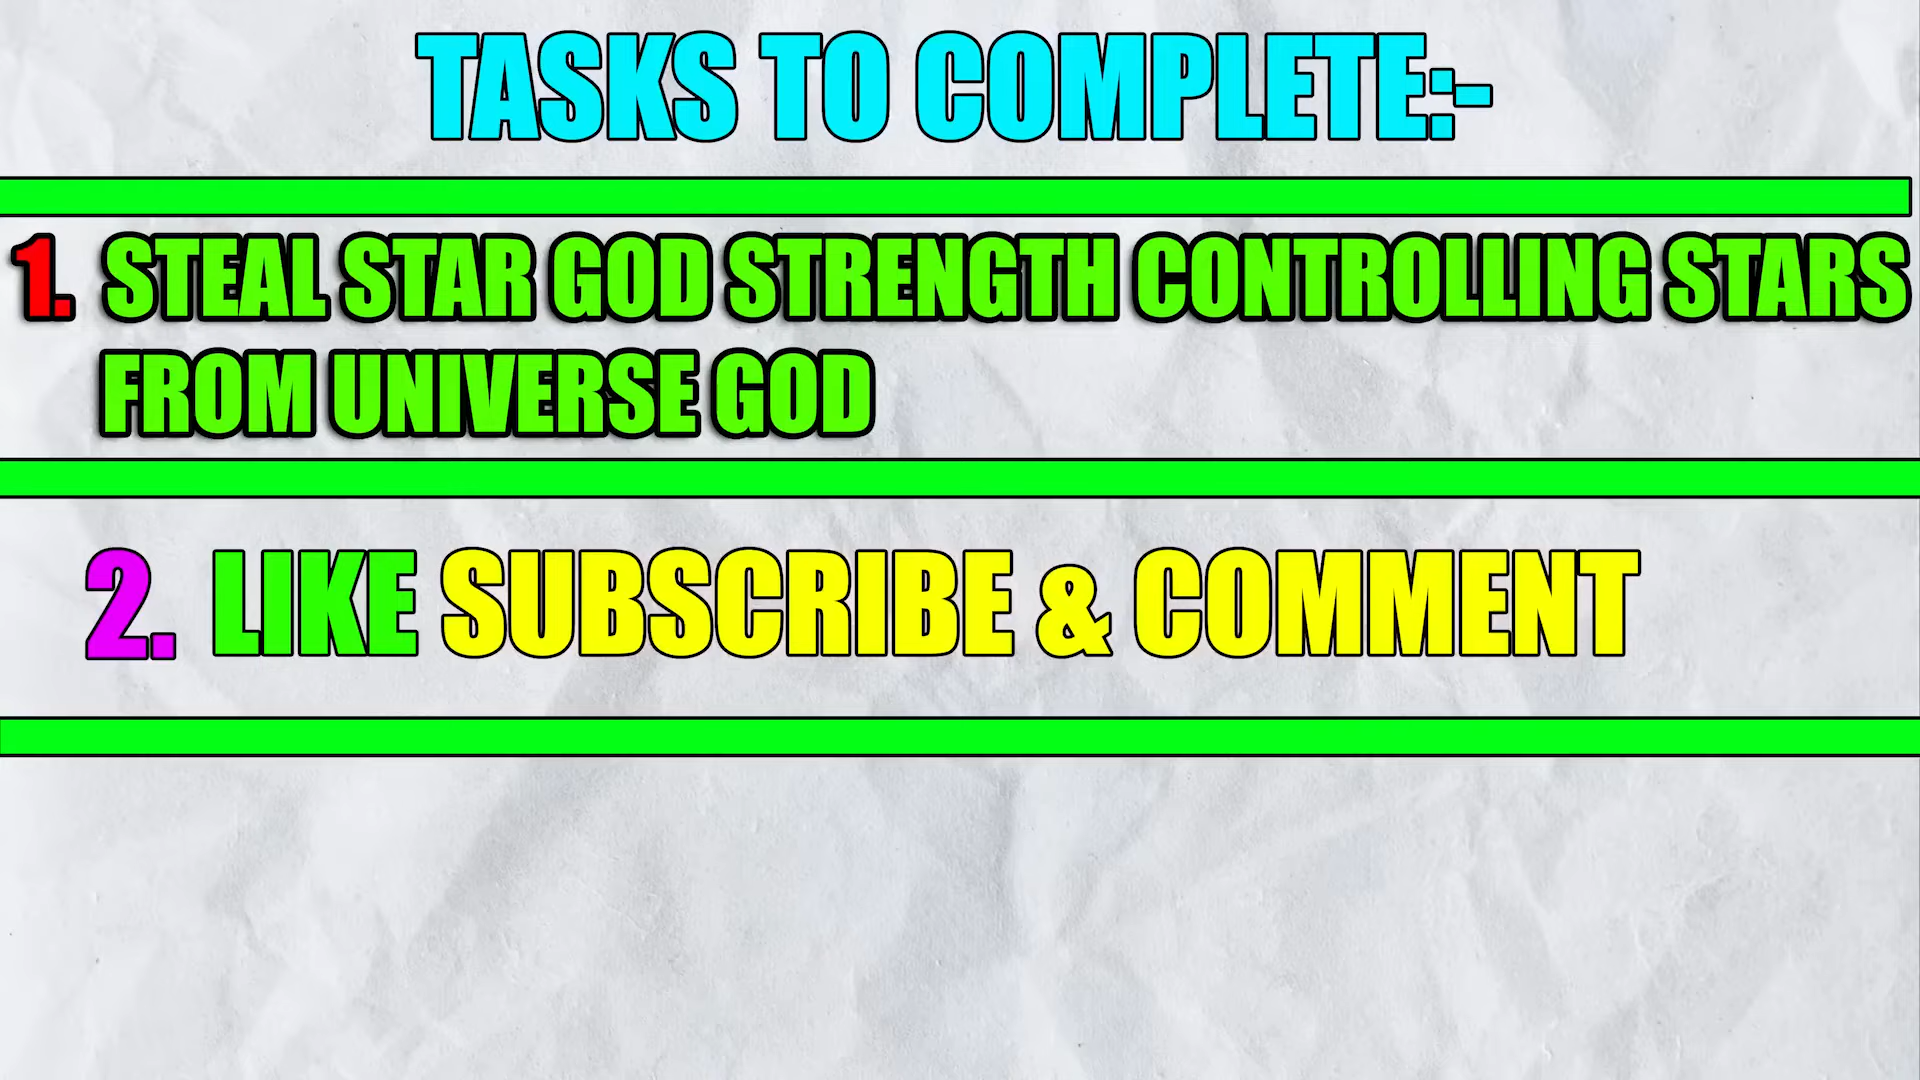 TASKS TO COMPLETE:-
1. STEAL STAR GOD STRENGTH CONTROLLING STARS
FROM UNIVERSE GOD
2. LIKE SUBSCRIBE & COMMENT